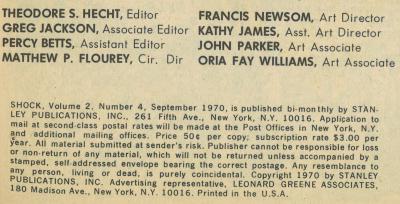 THEODORE S. HECHT, Editor
GREG JACKSON, Associate Editor
PERCY BETTS, Assistant Editor
MATTHEW P. FLOUREY, Cir. Dir
FRANCIS NEWSOM, Art Director
KATHY JAMES, Asst. Art Director
JOHN PARKER, Art Associate
ORIA FAY WILLIAMS, Art Associate
SHOCK, Volume 2, Number 4, September 1970, is published bi-monthly by STAN-
LEY PUBLICATIONS, INC., 261 Fifth Ave., New York, N.Y. 10016. Application to
mail at second-class postal rates will be made at the Post Offices in New York, N.Y.
and additional mailing offices. Price 50¢ per copy; subscription rate $3.00 per
year. All material submitted at sender's risk. Publisher cannot be responsible for loss
or non-return of any material, which will not be returned unless accompanied by a
stamped, self-addressed envelope bearing the correct postage. Any resemblance to
any person, living or dead, is purely coincidental. Copyright 1970 by STANLEY
PUBLICATIONS, INC. Advertising representative, LEONARD GREENE ASSOCIATES,
180 Madison Ave., New York, N.Y. 10016. Printed in the U.S.A.